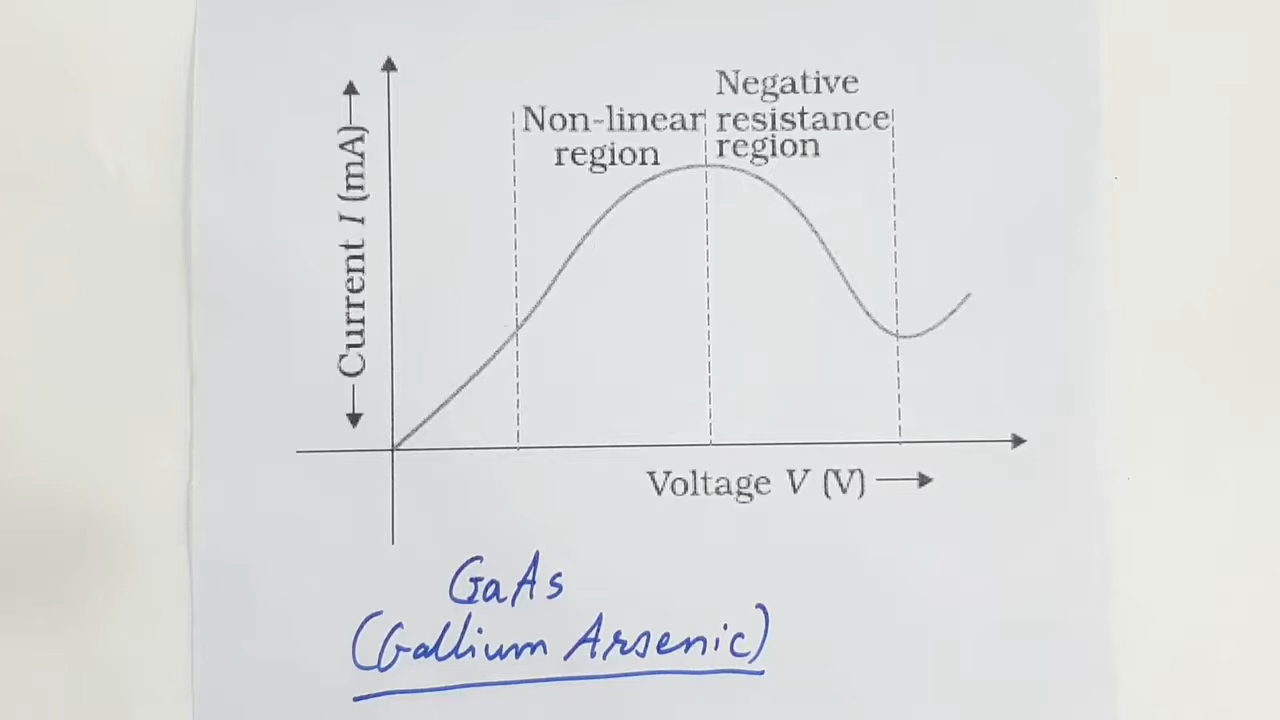 Negative
Non-linear resistance
region region
Current I (mA)
Voltage V (V)
GaAs
(Gallium Arsenic)